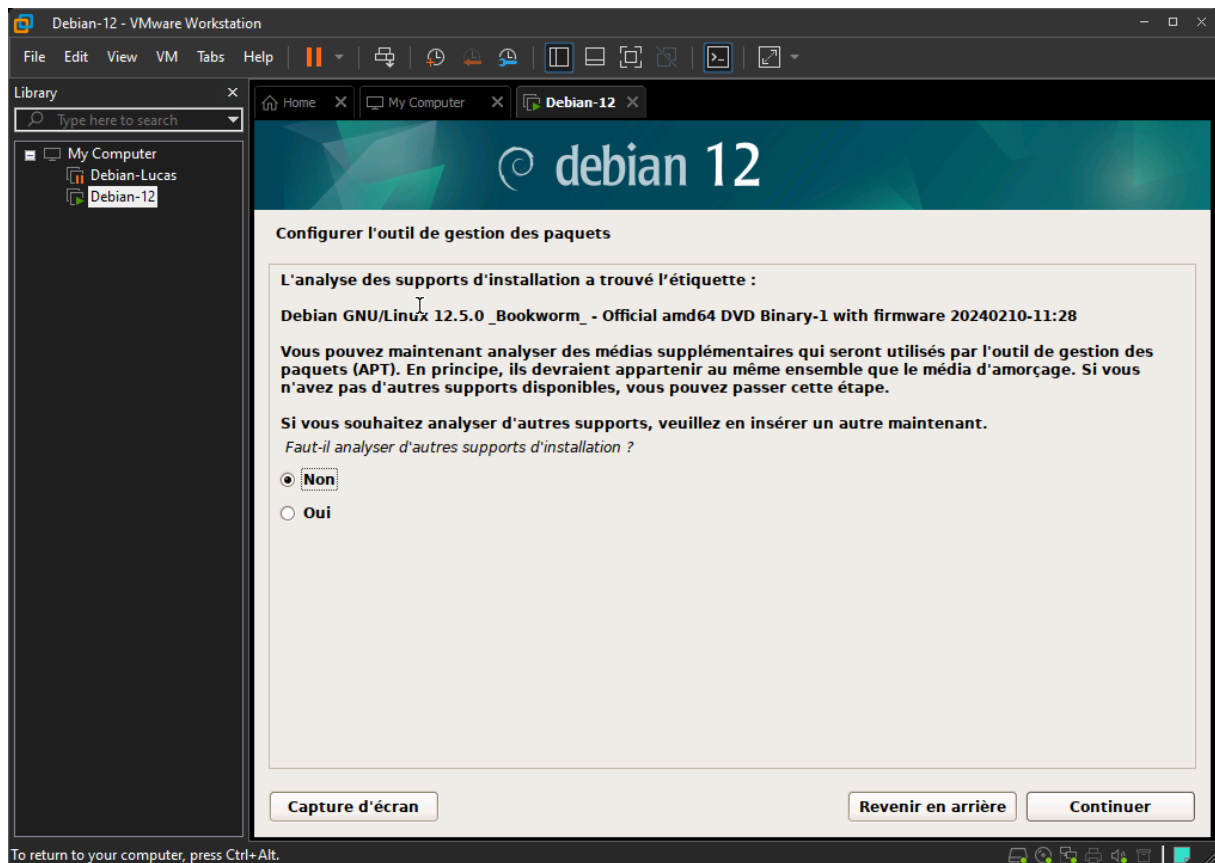 Debian-12 - VMware Workstation
File Edit View VM Tabs Help
Library
Type here to search
My Computer
Debian-Lucas
Debian-12
Home
My Computer
Debian-12
debian 12
Configurer l'outil de gestion des paquets
L'analyse des supports d'installation a trouvé l’étiquette :
Debian GNU/Linux 12.5.0 _Bookworm_ - Official amd64 DVD Binary-1 with firmware 20240210-11:28
Vous pouvez maintenant analyser des médias supplémentaires qui seront utilisés par l'outil de gestion des
paquets (APT). En principe, ils devraient appartenir au même ensemble que le média d'amorçage. Si vous
n'avez pas d'autres supports disponibles, vous pouvez passer cette étape.
Si vous souhaitez analyser d'autres supports, veuillez en insérer un autre maintenant.
Faut-il analyser d'autres supports d'installation ?
Non
Oui
Capture d'écran
Revenir en arrière
Continuer
To return to your computer, press Ctrl+Alt.